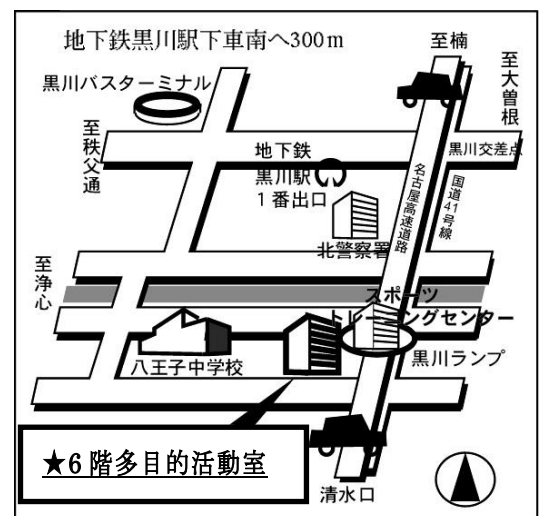 地下鉄黒川駅下車南へ300m
至楠
至大曽根
黒川バスターミナル
至秩父通
地下鉄
黒川駅
1番出口
黒川交差点
名古屋高速道路
国道41号線
北警察署
至浄心
スポーツ
トレーニングセンター
黒川ランプ
八王子中学校
★6階多目的活動室
清水口